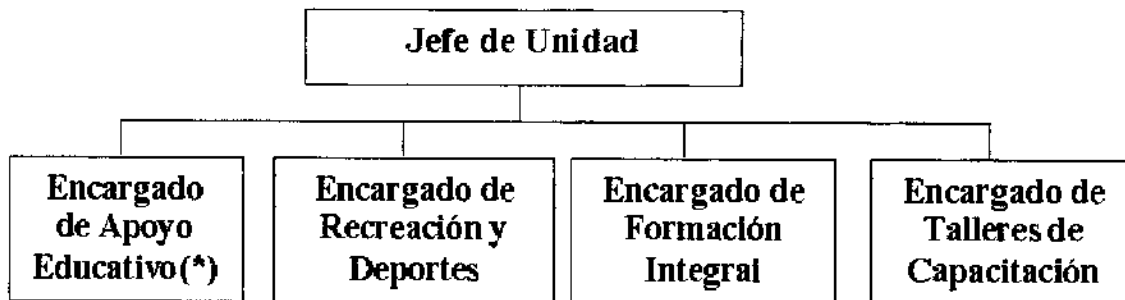 Jefe de Unidad
Encargado
de Apoyo
Educativo(*)
Encargado de
Recreación y
Deportes
Encargado de
Formación
Integral
Encargado de
Talleres de
Capacitación